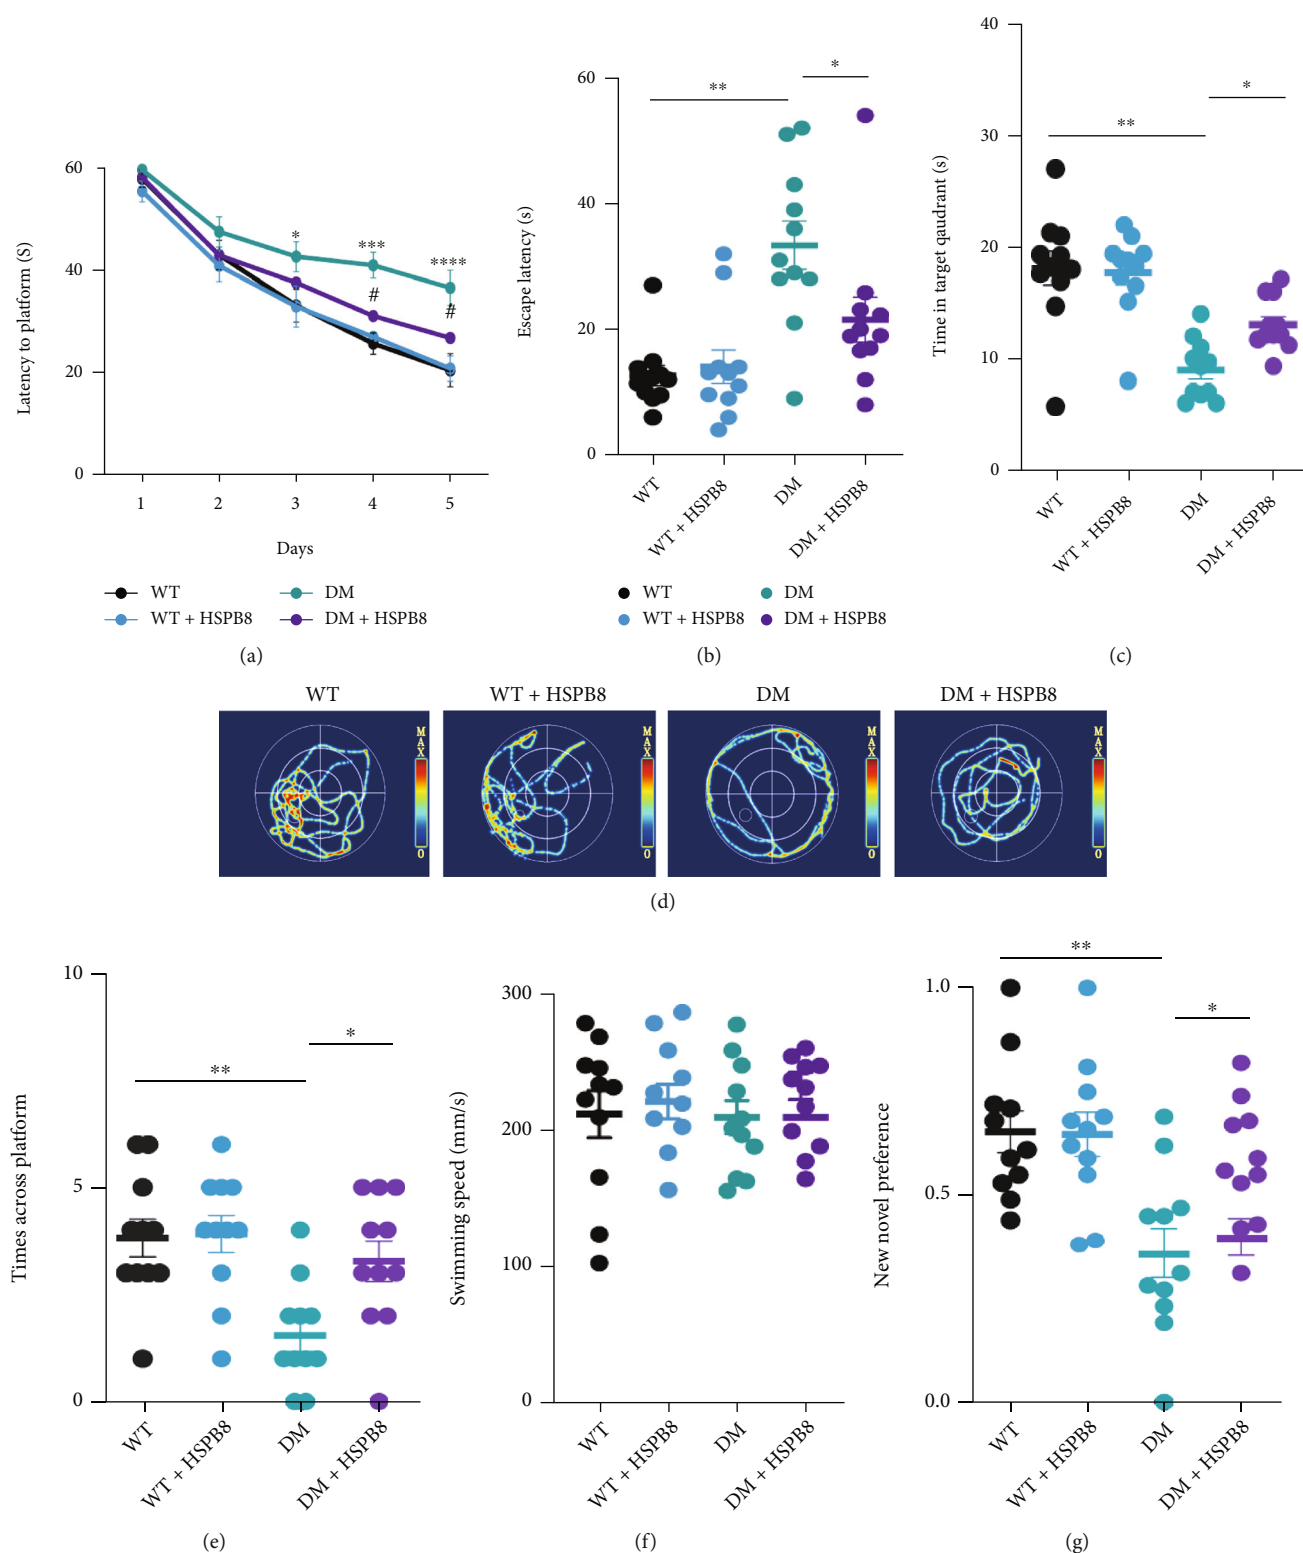 Latency to platform (S)
60
40
20
0
*
***
****
#
#
1 2 3 4 5
Days
WT
DM
WT + HSPB8
DM + HSPB8
(a)
Escape latency (s)
60
40
20
0
**
*
WT
WT + HSPB8
DM
DM + HSPB8
WT
DM
WT + HSPB8
DM + HSPB8
(b)
Time in target qaudrant (s)
40
30
20
10
0
**
*
WT
WT + HSPB8
DM
DM + HSPB8
(c)
WT
WT + HSPB8
DM
DM + HSPB8
MAX
0
MAX
0
MAX
0
MAX
0
(d)
Times across platform
10
5
0
**
*
WT
WT + HSPB8
DM
DM + HSPB8
(e)
Swimming speed (mm/s)
300
200
100
0
WT
WT + HSPB8
DM
DM + HSPB8
(f)
New novel preference
1.0
0.5
0.0
**
*
WT
WT + HSPB8
DM
DM + HSPB8
(g)